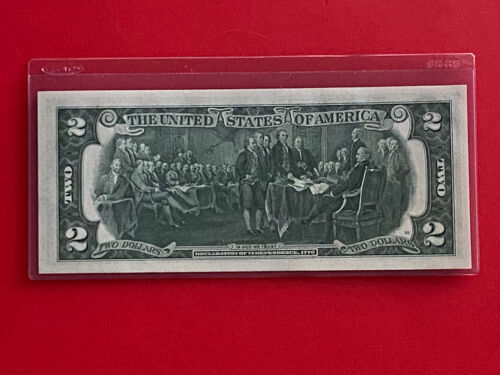 THE UNITED STATES OF AMERICA
2
2
TWO
TWO
2
2
TWO DOLLARS
IN GOD WE TRUST
TWO DOLLARS
DECLARATION OF INDEPENDENCE, 1776